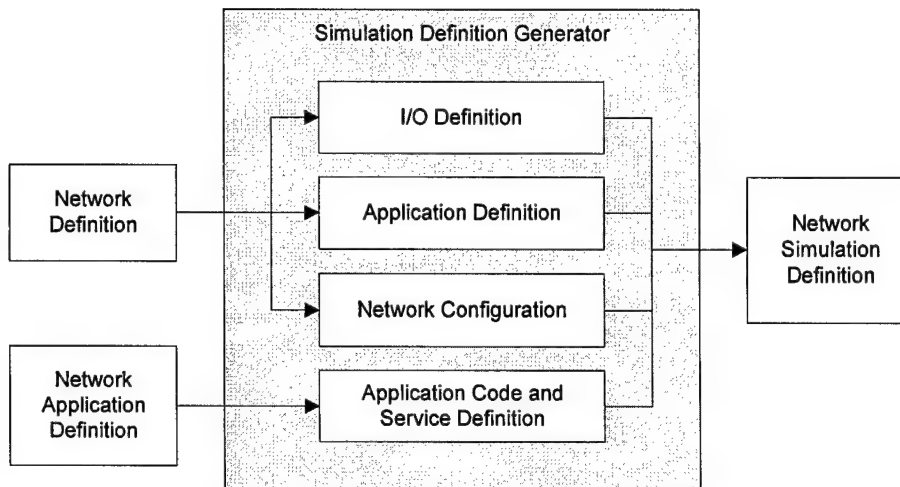 Simulation Definition Generator
I/O Definition
Network
Definition
Application Definition
Network
Simulation
Definition
Network Configuration
Network
Application
Definition
Application Code and
Service Definition